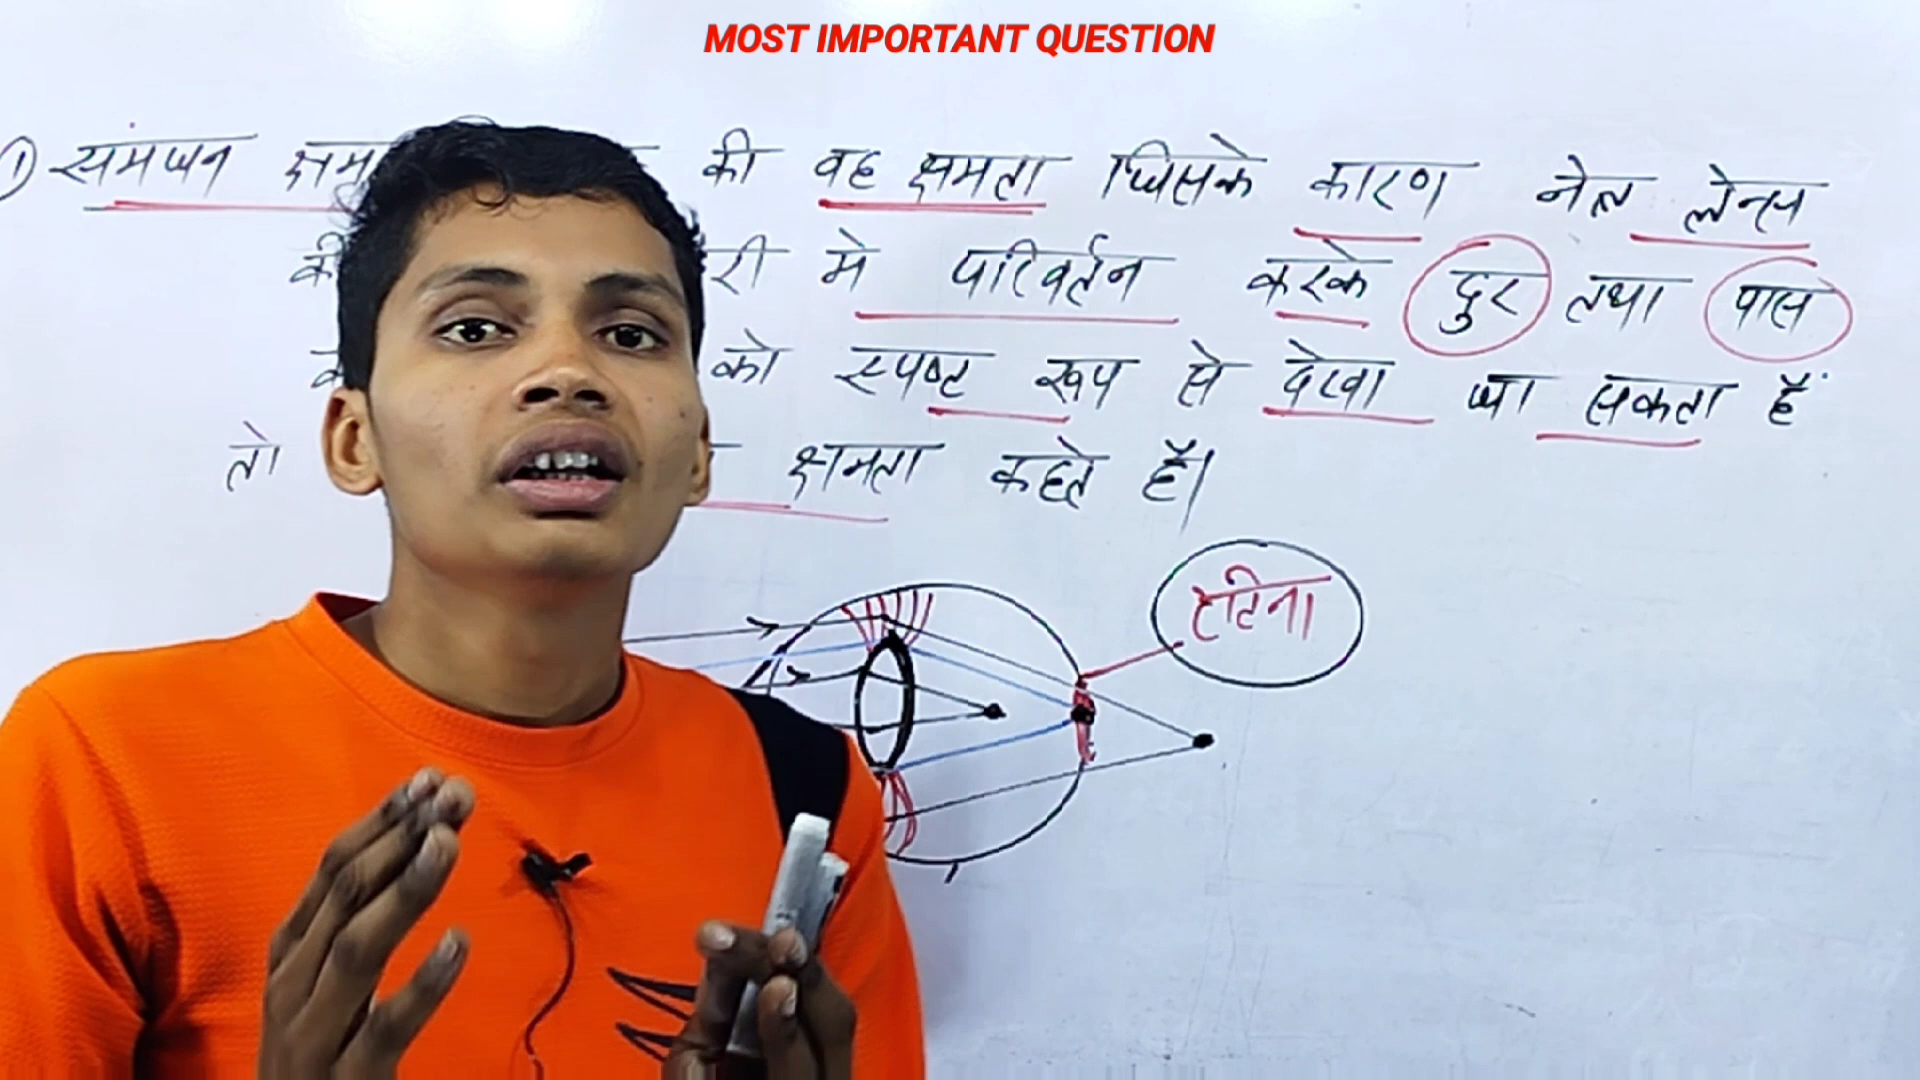 MOST IMPORTANT QUESTION
① समंजन क्षम की वह क्षमता जिसके कारण नेत्र लेन्स
की री मे परिवर्तन करके दुर तथा पास
को स्पष्ट रूप से देखा जा सकता हैं
तो क्षमता कहते हैं।
रेटिना